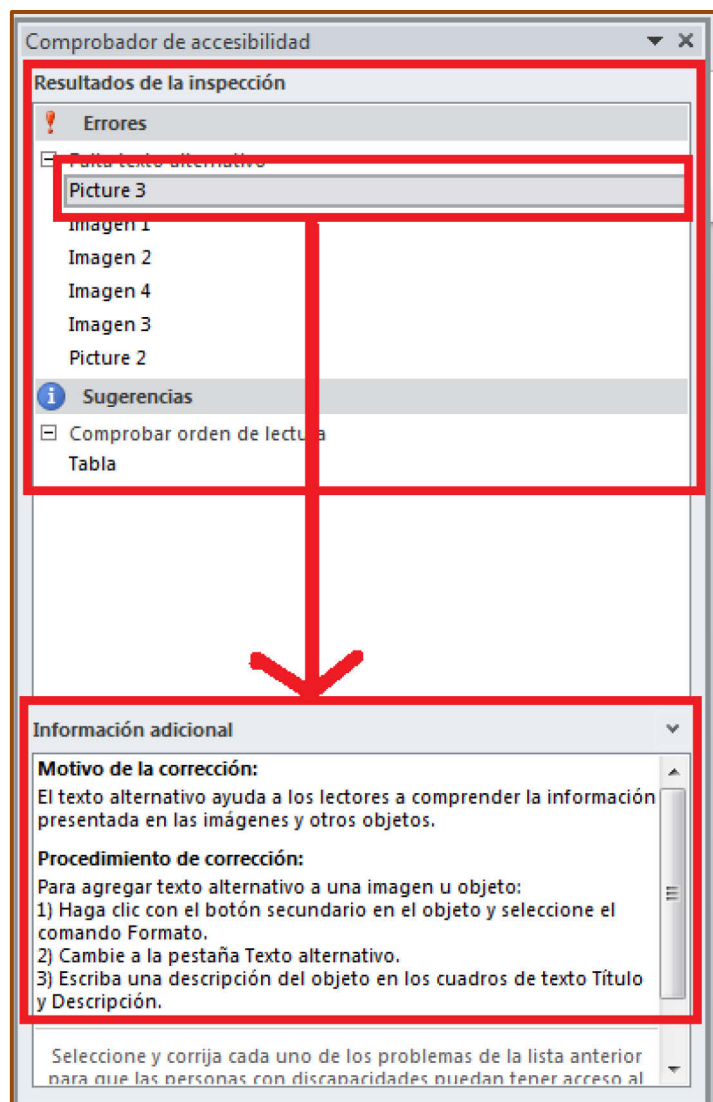 Comprobador de accesibilidad
Resultados de la inspección
Errores
Falta texto alternativo
Picture 3
Imagen 1
Imagen 2
Imagen 4
Imagen 3
Picture 2
Sugerencias
Comprobar orden de lectura
Tabla
Información adicional
Motivo de la corrección:
El texto alternativo ayuda a los lectores a comprender la información
presentada en las imágenes y otros objetos.
Procedimiento de corrección:
Para agregar texto alternativo a una imagen u objeto:
1) Haga clic con el botón secundario en el objeto y seleccione el
comando Formato.
2) Cambie a la pestaña Texto alternativo.
3) Escriba una descripción del objeto en los cuadros de texto Título
y Descripción.
Seleccione y corrija cada uno de los problemas de la lista anterior
para que las personas con discapacidades puedan tener acceso al